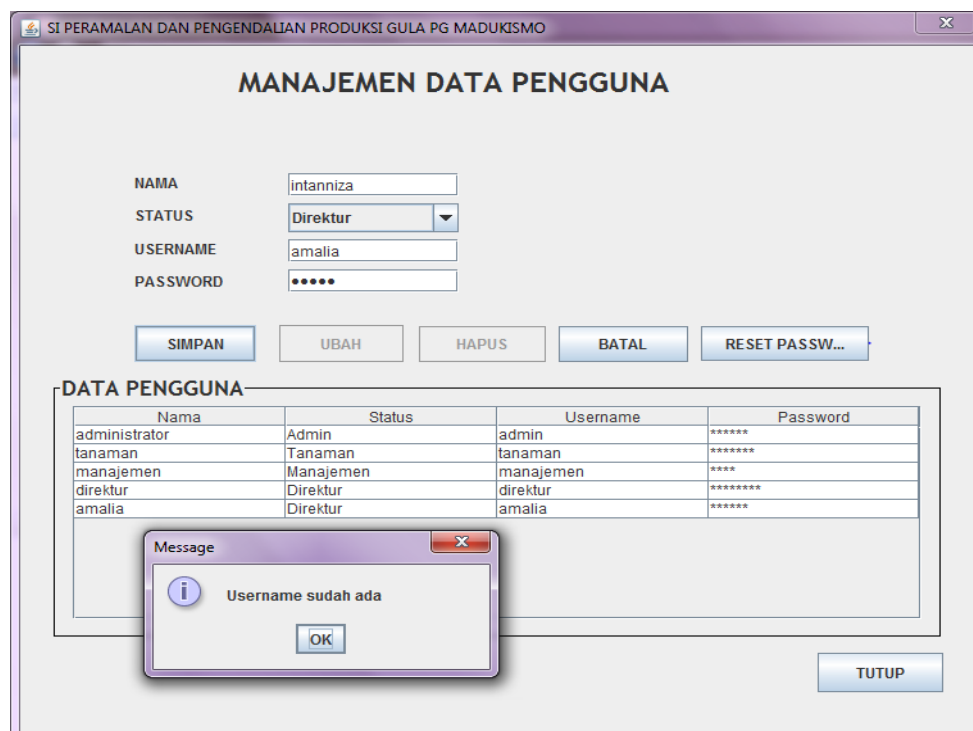 SI PERAMALAN DAN PENGENDALIAN PRODUKSI GULA PG MADUKISMO
MANAJEMEN DATA PENGGUNA
NAMA intanniza
STATUS Direktur
USERNAME amalia
PASSWORD •••••
SIMPAN UBAH HAPUS BATAL RESET PASSW...
DATA PENGGUNA
Nama Status Username Password
administrator Admin admin ******
tanaman Tanaman tanaman *******
manajemen Manajemen manajemen ****
direktur Direktur direktur ********
amalia Direktur amalia ******
Message
Username sudah ada
OK
TUTUP